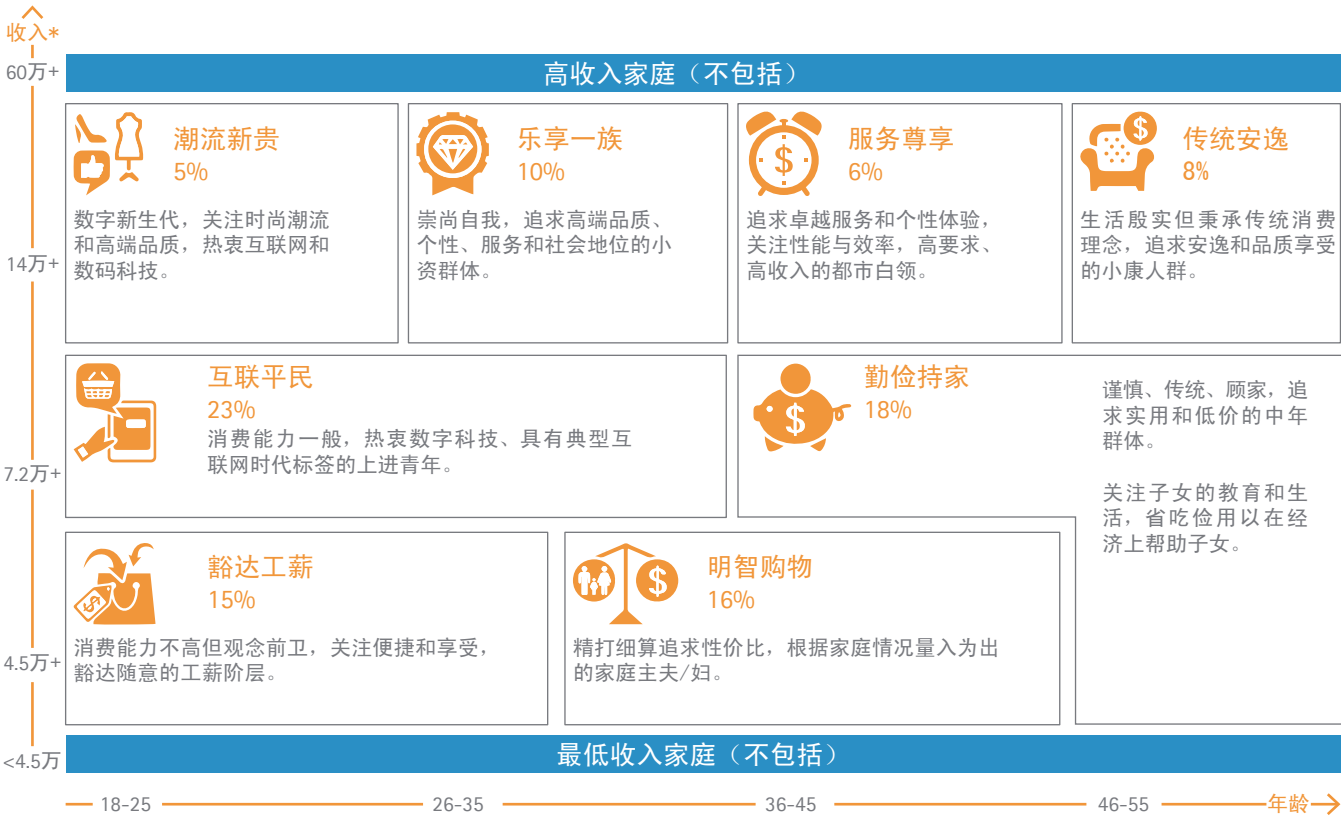 收入*
60万+
高收入家庭（不包括）
潮流新贵
5%
数字新生代，关注时尚潮流
和高端品质，热衷互联网和
数码科技。
乐享一族
10%
崇尚自我，追求高端品质、
个性、服务和社会地位的小
资群体。
$
服务尊享
6%
追求卓越服务和个性体验，
关注性能与效率，高要求、
高收入的都市白领。
$
传统安逸
8%
生活殷实但秉承传统消费
理念，追求安逸和品质享受
的小康人群。
14万+
互联平民
23%
消费能力一般，热衷数字科技、具有典型互
联网时代标签的上进青年。
$
勤俭持家
18%
谨慎、传统、顾家，追
求实用和低价的中年
群体。
关注子女的教育和生
活，省吃俭用以在经
济上帮助子女。
7.2万+
$
豁达工薪
15%
消费能力不高但观念前卫，关注便捷和享受，
豁达随意的工薪阶层。
$
明智购物
16%
精打细算追求性价比，根据家庭情况量入为出
的家庭主夫/妇。
4.5万+
最低收入家庭（不包括）
<4.5万
18-25
26-35
36-45
46-55
年龄